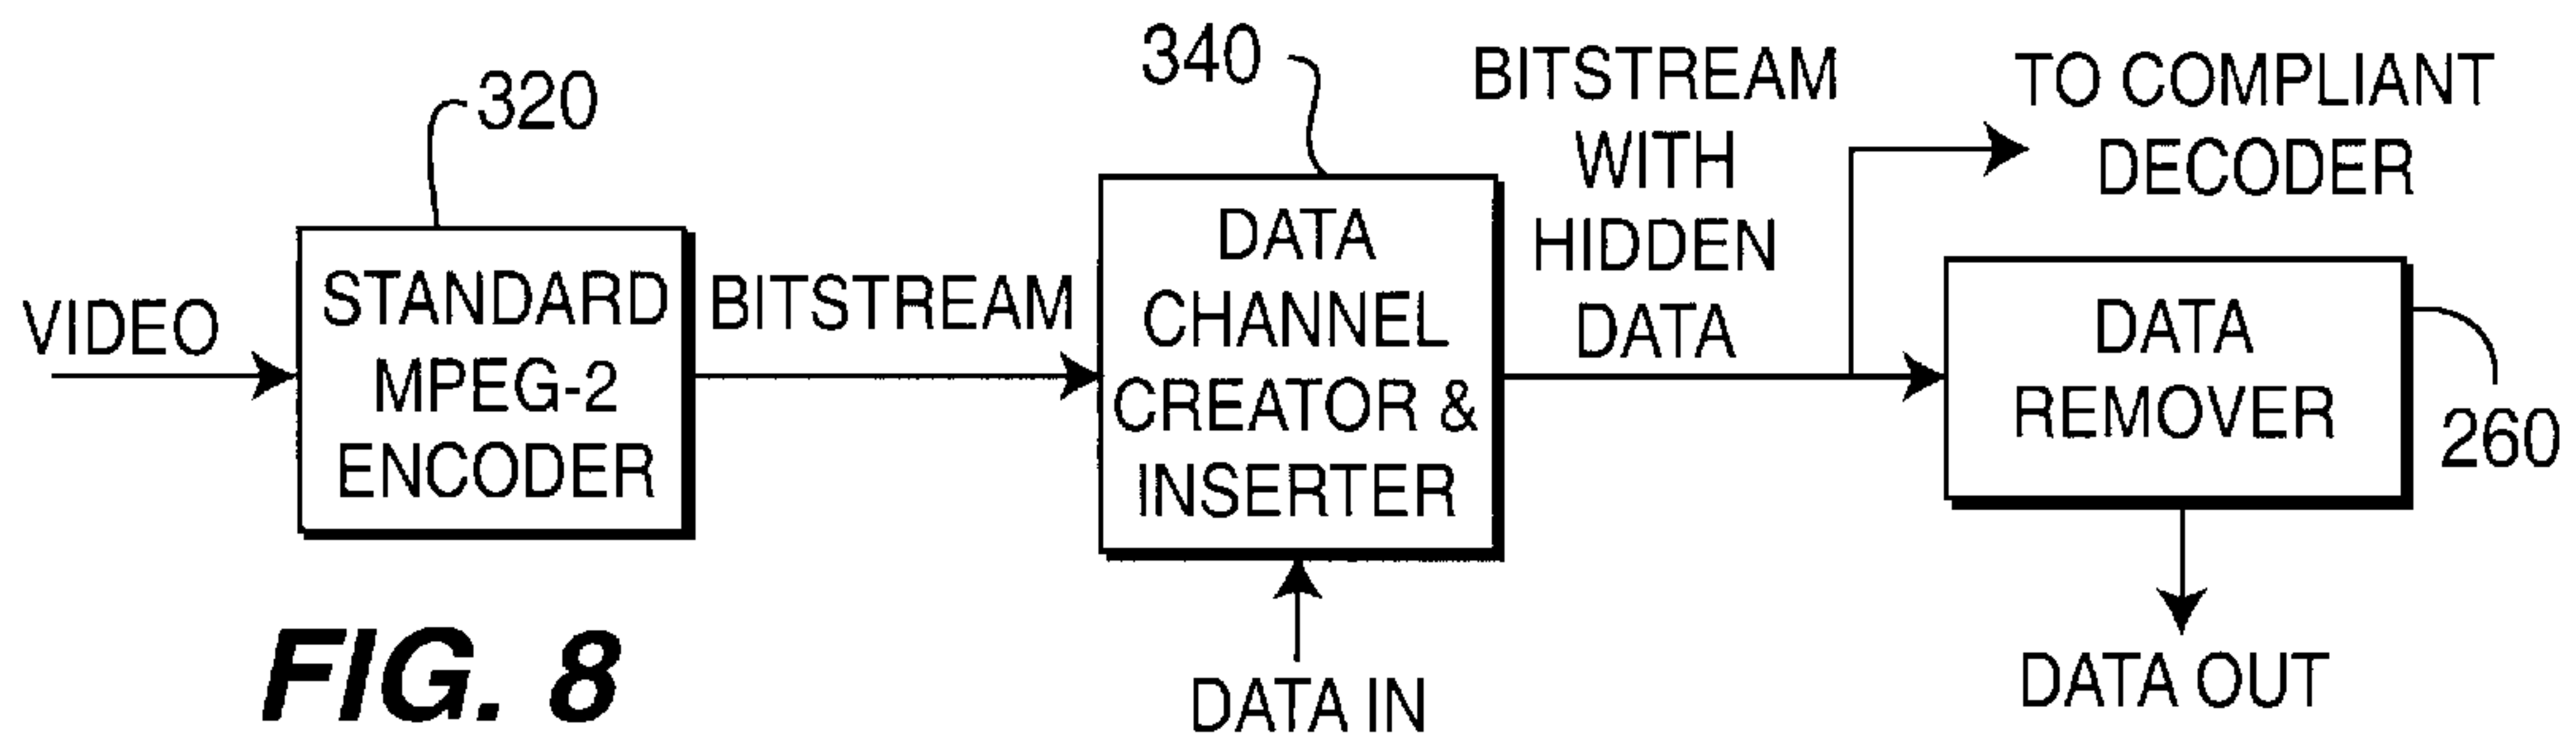 VIDEO
320
STANDARD
MPEG-2
ENCODER
BITSTREAM
340
DATA
CHANNEL
CREATOR &
INSERTER
DATA IN
BITSTREAM
WITH
HIDDEN
DATA
TO COMPLIANT
DECODER
DATA
REMOVER
260
DATA OUT
FIG. 8